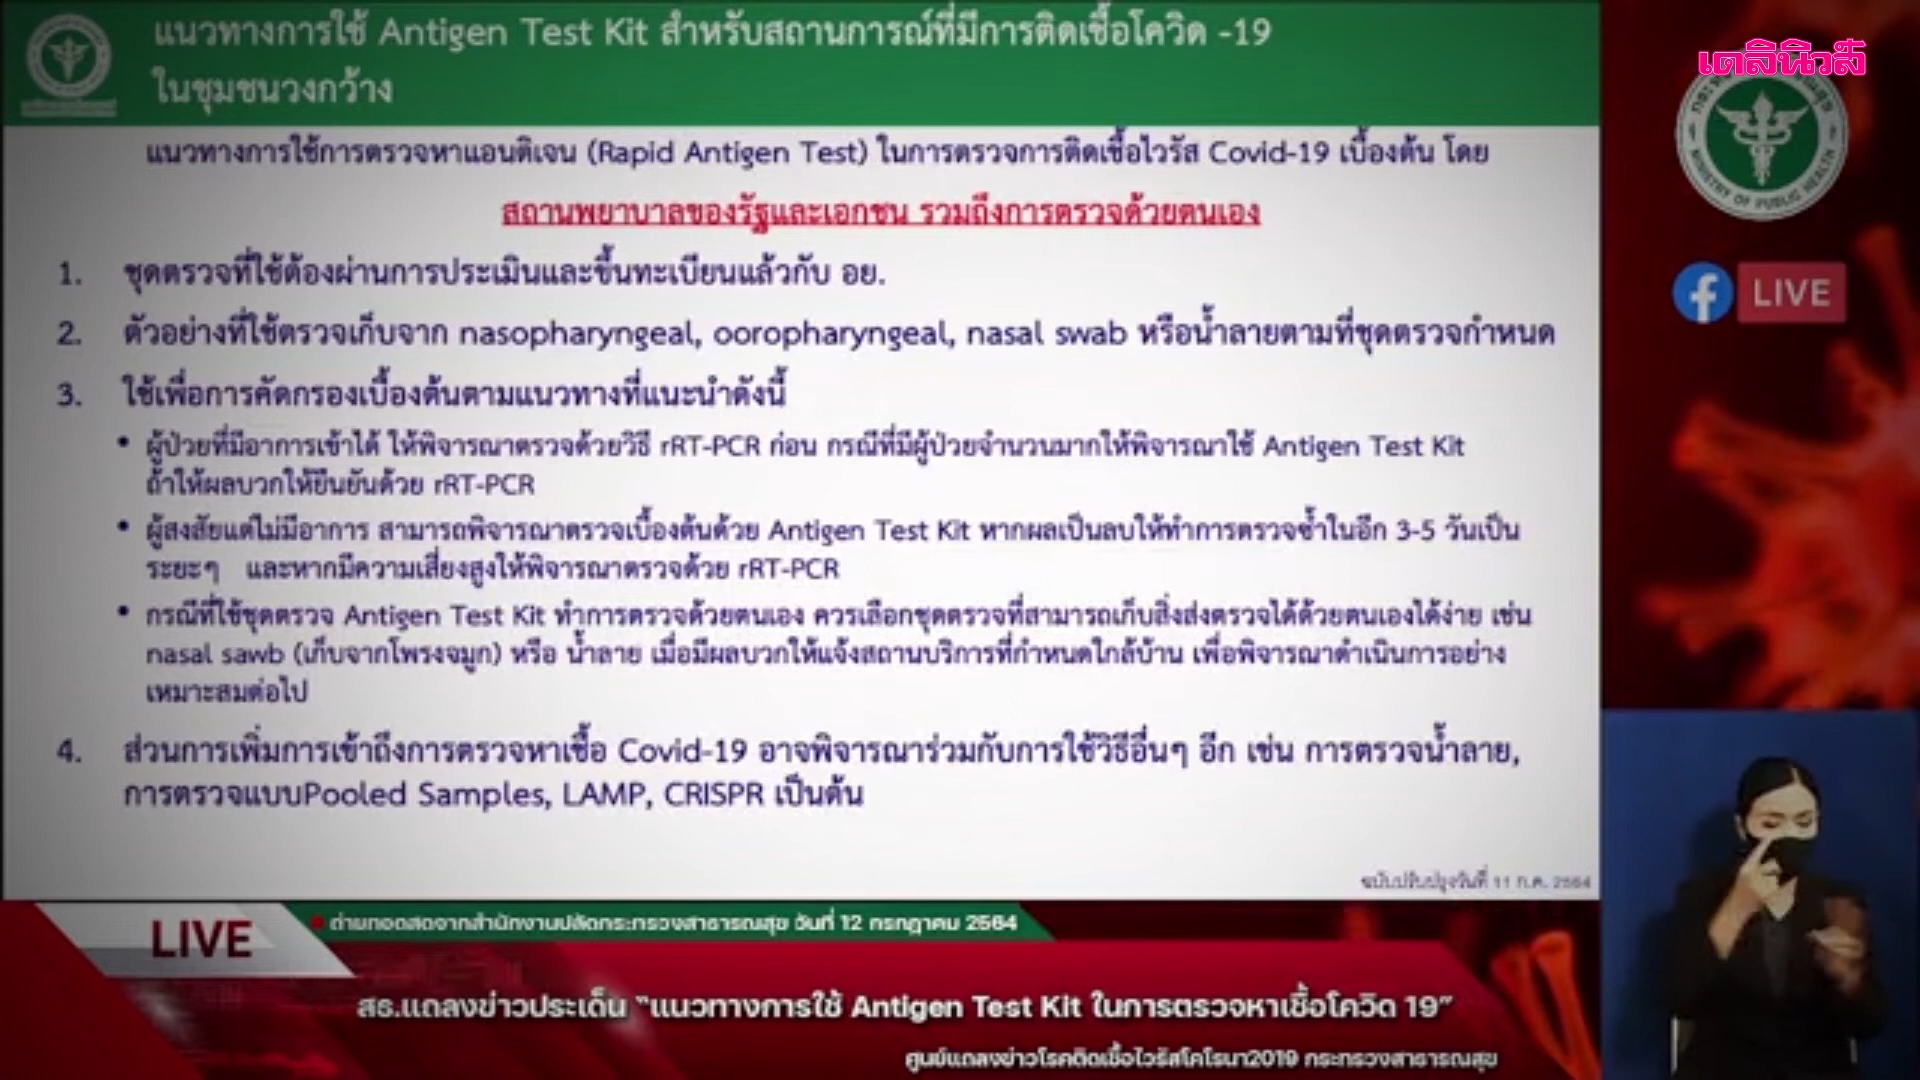 แนวทางการใช้ Antigen Test Kit สำหรับสถานการณ์ที่มีการติดเชื้อโควิด -19
ในชุมชนวงกว้าง
เดลินิวส์
MINISTRY OF PUBLIC HEALTH
แนวทางการใช้การตรวจหาแอนติเจน (Rapid Antigen Test) ในการตรวจการติดเชื้อไวรัส Covid-19 เบื้องต้น โดย
สถานพยาบาลของรัฐและเอกชน รวมถึงการตรวจด้วยตนเอง
1. ชุดตรวจที่ใช้ต้องผ่านการประเมินและขึ้นทะเบียนแล้วกับ อย.
LIVE
2. ตัวอย่างที่ใช้ตรวจเก็บจาก nasopharyngeal, ooropharyngeal, nasal swab หรือน้ำลายตามที่ชุดตรวจกำหนด
3. ใช้เพื่อการคัดกรองเบื้องต้นตามแนวทางที่แนะนำดังนี้
• ผู้ป่วยที่มีอาการเข้าได้ ให้พิจารณาตรวจด้วยวิธี rRT-PCR ก่อน กรณีที่มีผู้ป่วยจำนวนมากให้พิจารณาใช้ Antigen Test Kit
ถ้าให้ผลบวกให้ยืนยันด้วย rRT-PCR
• ผู้สงสัยแต่ไม่มีอาการ สามารถพิจารณาตรวจเบื้องต้นด้วย Antigen Test Kit หากผลเป็นลบให้ทำการตรวจซ้ำในอีก 3-5 วันเป็น
ระยะๆ และหากมีความเสี่ยงสูงให้พิจารณาตรวจด้วย rRT-PCR
• กรณีที่ใช้ชุดตรวจ Antigen Test Kit ทำการตรวจด้วยตนเอง ควรเลือกชุดตรวจที่สามารถเก็บสิ่งส่งตรวจได้ด้วยตนเองได้ง่าย เช่น
nasal sawb (เก็บจากโพรงจมูก) หรือ น้ำลาย เมื่อมีผลบวกให้แจ้งสถานบริการที่กำหนดใกล้บ้าน เพื่อพิจารณาดำเนินการอย่าง
เหมาะสมต่อไป
4. ส่วนการเพิ่มการเข้าถึงการตรวจหาเชื้อ Covid-19 อาจพิจารณาร่วมกับการใช้วิธีอื่นๆ อีก เช่น การตรวจน้ำลาย,
การตรวจแบบPooled Samples, LAMP, CRISPR เป็นต้น
ฉบับปรับปรุงวันที่ 11 ก.ค. 2564
LIVE
• ถ่ายทอดสดจากสำนักงานปลัดกระทรวงสาธารณสุข วันที่ 12 กรกฎาคม 2564
สธ.แถลงข่าวประเด็น "แนวทางการใช้ Antigen Test Kit ในการตรวจหาเชื้อโควิด 19"
ศูนย์แถลงข่าวโรคติดเชื้อไวรัสโคโรนา2019 กระทรวงสาธารณสุข